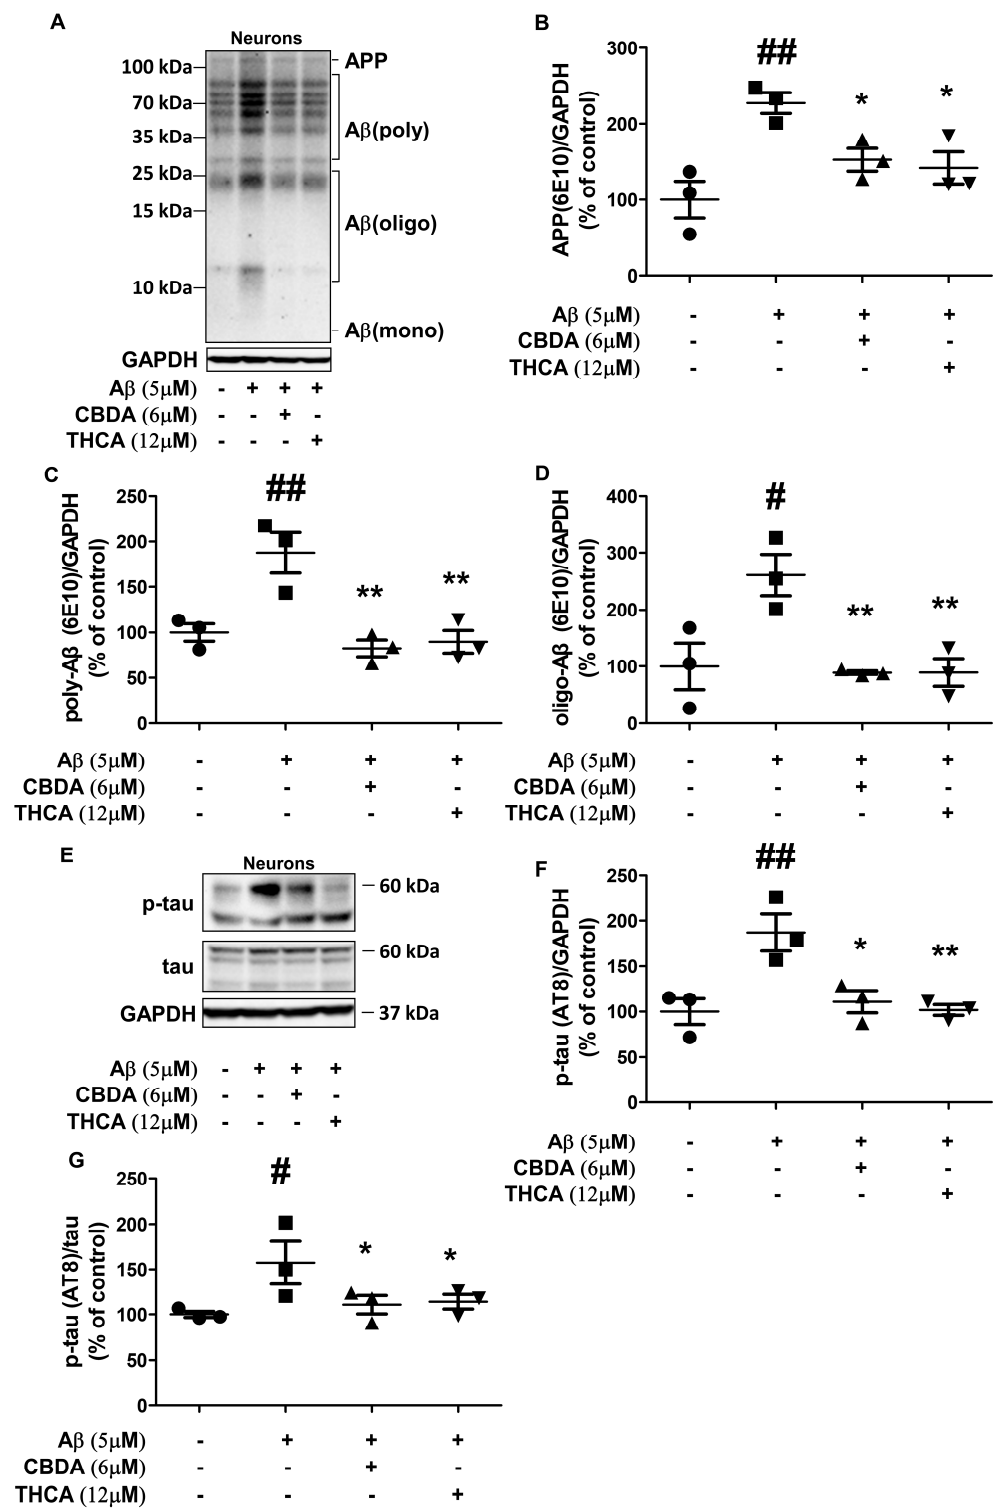 A
Neurons
100 kDa
70 kDa
35 kDa
25 kDa
15 kDa
10 kDa
APP
Aβ(poly)
Aβ(oligo)
Aβ(mono)
GAPDH
Aβ (5μM) - + + +
CBDA (6μM) - - + -
THCA (12μM) - - - +
B
APP(6E10)/GAPDH
(% of control)
300
200
100
0
## * *
Aβ (5μM) - + + +
CBDA (6μM) - - + -
THCA (12μM) - - - +
C
poly-Aβ (6E10)/GAPDH
(% of control)
250
200
150
100
50
0
## ** **
Aβ (5μM) - + + +
CBDA (6μM) - - + -
THCA (12μM) - - - +
D
oligo-Aβ (6E10)/GAPDH
(% of control)
400
300
200
100
0
# ** **
Aβ (5μM) - + + +
CBDA (6μM) - - + -
THCA (12μM) - - - +
E
Neurons
p-tau 60 kDa
tau 60 kDa
GAPDH 37 kDa
Aβ (5μM) - + + +
CBDA (6μM) - - + -
THCA (12μM) - - - +
F
p-tau (AT8)/GAPDH
(% of control)
250
200
150
100
50
0
## * **
Aβ (5μM) - + + +
CBDA (6μM) - - + -
THCA (12μM) - - - +
G
p-tau (AT8)/tau
(% of control)
250
200
150
100
50
0
# * *
Aβ (5μM) - + + +
CBDA (6μM) - - + -
THCA (12μM) - - - +